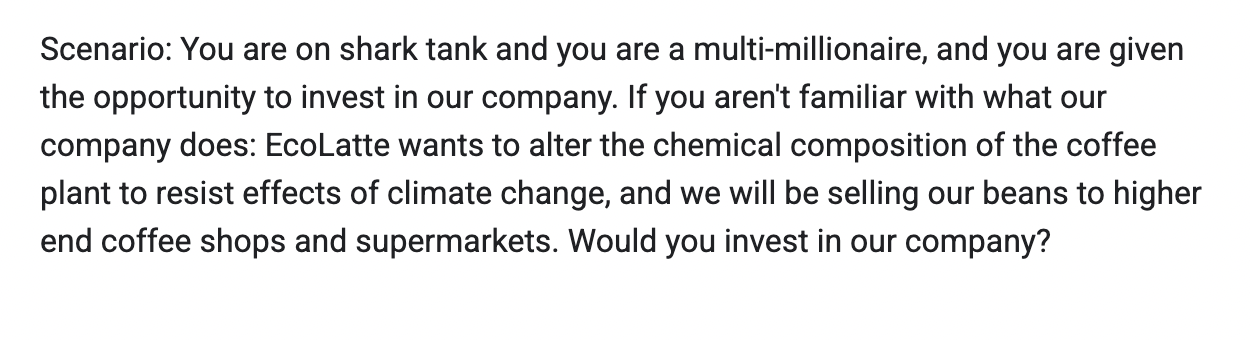 Scenario: You are on shark tank and you are a multi-millionaire, and you are given
the opportunity to invest in our company. If you aren't familiar with what our
company does: EcoLatte wants to alter the chemical composition of the coffee
plant to resist effects of climate change, and we will be selling our beans to higher
end coffee shops and supermarkets. Would you invest in our company?